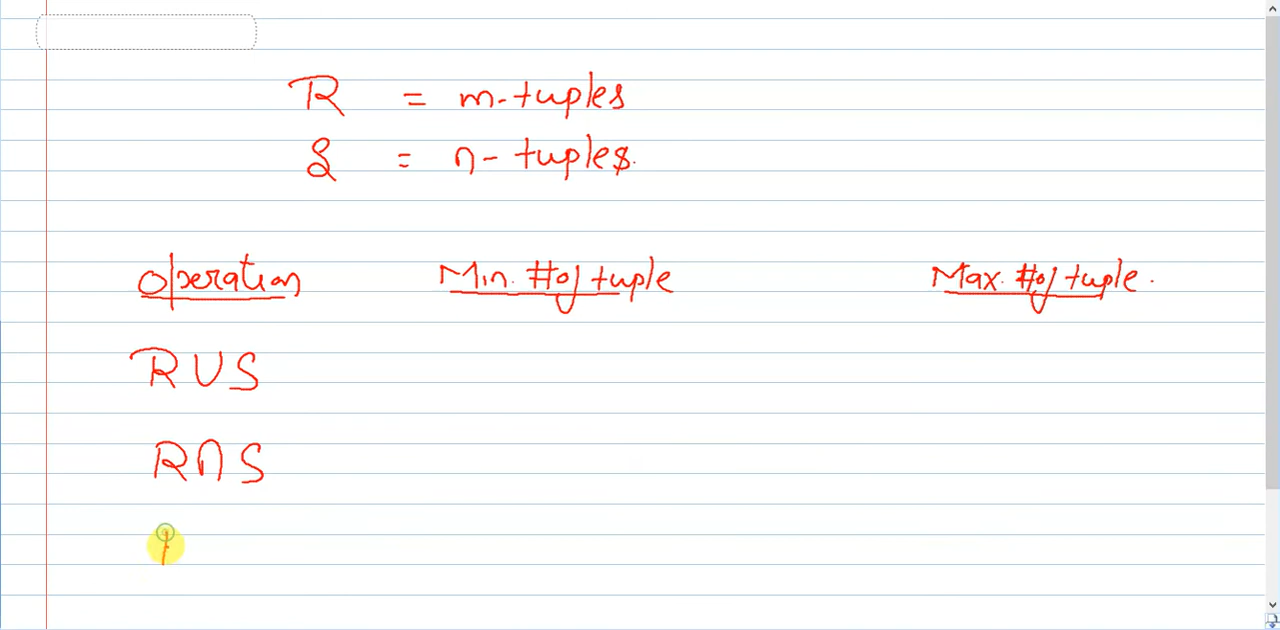 R = m-tuples
S = n-tuples.
Operation Min. #of tuple Max. #of tuple.
R ∪ S
R ∩ S